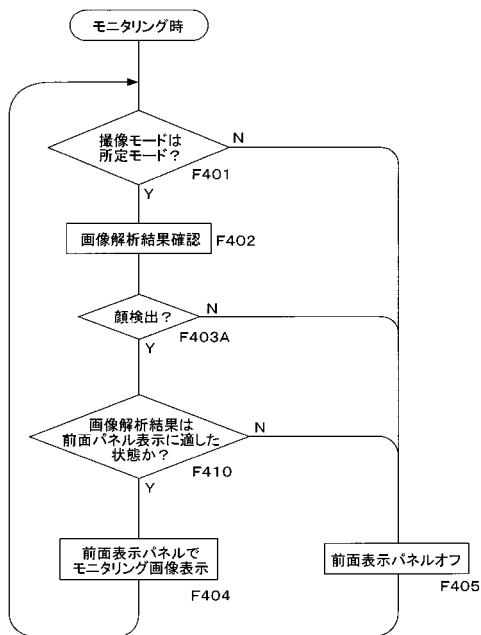 モニタリング時
撮像モードは
所定モード？
N
F401
Y
画像解析結果確認
F402
顔検出？
N
F403A
Y
画像解析結果は
前面パネル表示に適した
状態か？
N
F410
Y
前面表示パネルで
モニタリング画像表示
F404
前面表示パネルオフ
F405